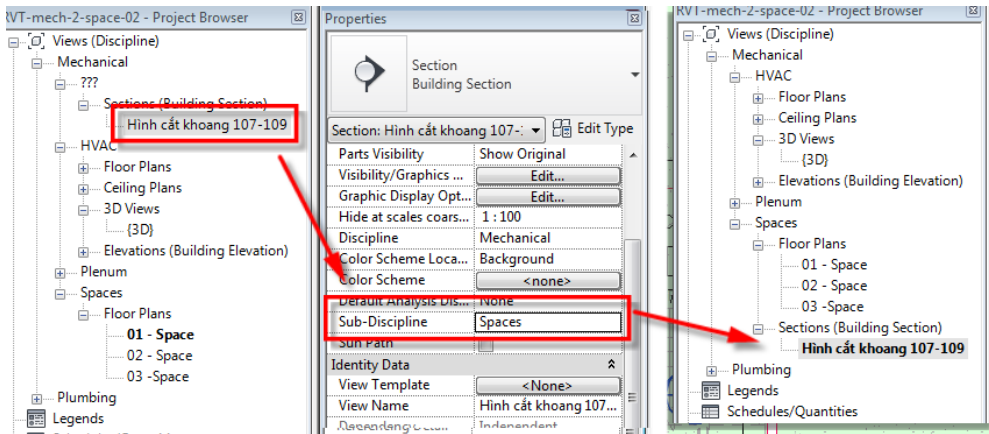 RVT-mech-2-space-02 - Project Browser
Views (Discipline)
Mechanical
???
Sections (Building Section)
Hình cắt khoang 107-109
HVAC
Floor Plans
Ceiling Plans
3D Views
{3D}
Elevations (Building Elevation)
Plenum
Spaces
Floor Plans
01 - Space
02 - Space
03 -Space
Plumbing
Legends
Properties
Section
Building Section
Section: Hình cắt khoang 107-: Edit Type
Parts Visibility Show Original
Visibility/Graphics ... Edit...
Graphic Display Opt... Edit...
Hide at scales coars... 1 : 100
Discipline Mechanical
Color Scheme Loca... Background
Color Scheme <none>
Default Analysis Dis... None
Sub-Discipline Spaces
Sun Path
Identity Data
View Template <None>
View Name Hình cắt khoang 107...
Independent
RVT-mech-2-space-02 - Project Browser
Views (Discipline)
Mechanical
HVAC
Floor Plans
Ceiling Plans
3D Views
{3D}
Elevations (Building Elevation)
Plenum
Spaces
Floor Plans
01 - Space
02 - Space
03 -Space
Sections (Building Section)
Hình cắt khoang 107-109
Plumbing
Legends
Schedules/Quantities